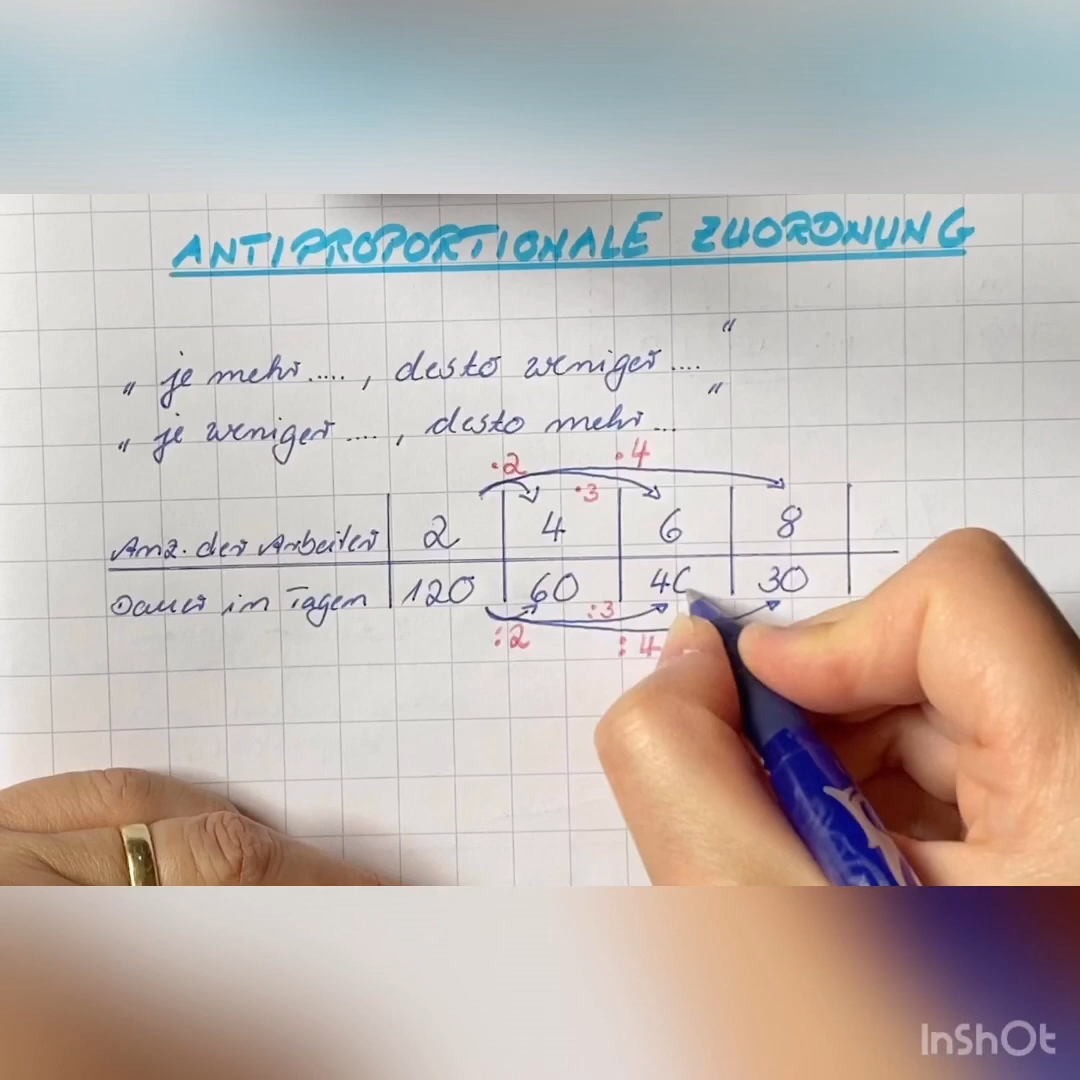 ANTIPROPORTIONALE ZUORDNUNG
„ je mehr....., desto weniger.... “
„ je weniger...., desto mehr... “
·2 ·3 ·4
Anz. der Arbeiter 2 4 6 8
Dauer in Tagen 120 60 40 30
:2 :3 :4
InShOt